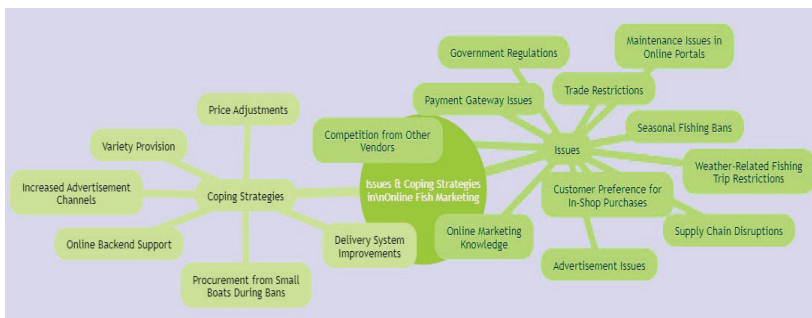 Government Regulations
Maintenance Issues in
Online Portals
Payment Gateway Issues
Trade Restrictions
Price Adjustments
Competition from Other
Vendors
Seasonal Fishing Bans
Variety Provision
Issues
Weather-Related Fishing
Trip Restrictions
Increased Advertisement
Channels
Coping Strategies
Issues & Coping Strategies
in\nOnline Fish Marketing
Customer Preference for
In-Shop Purchases
Online Backend Support
Delivery System
Improvements
Online Marketing
Knowledge
Supply Chain Disruptions
Procurement from Small
Boats During Bans
Advertisement Issues